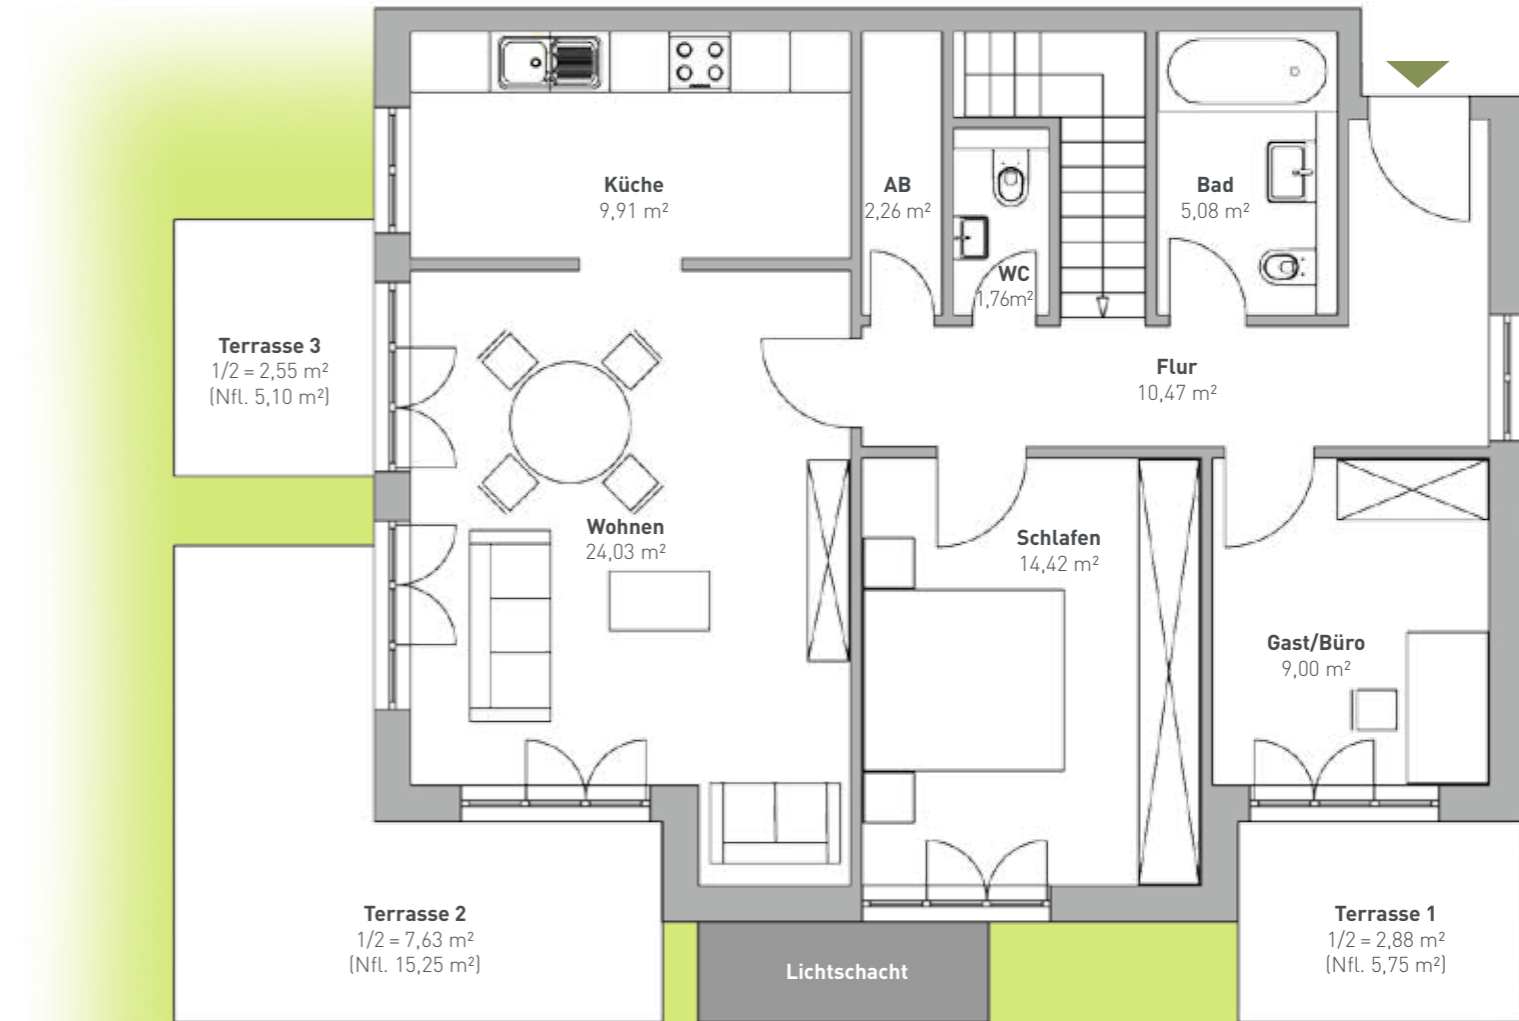 Küche
9,91 m²
AB
2,26 m²
Bad
5,08 m²
WC
1,76m²
Terrasse 3
1/2 = 2,55 m²
(Nfl. 5,10 m²)
Flur
10,47 m²
Wohnen
24,03 m²
Schlafen
14,42 m²
Gast/Büro
9,00 m²
Terrasse 2
1/2 = 7,63 m²
(Nfl. 15,25 m²)
Lichtschacht
Terrasse 1
1/2 = 2,88 m²
(Nfl. 5,75 m²)